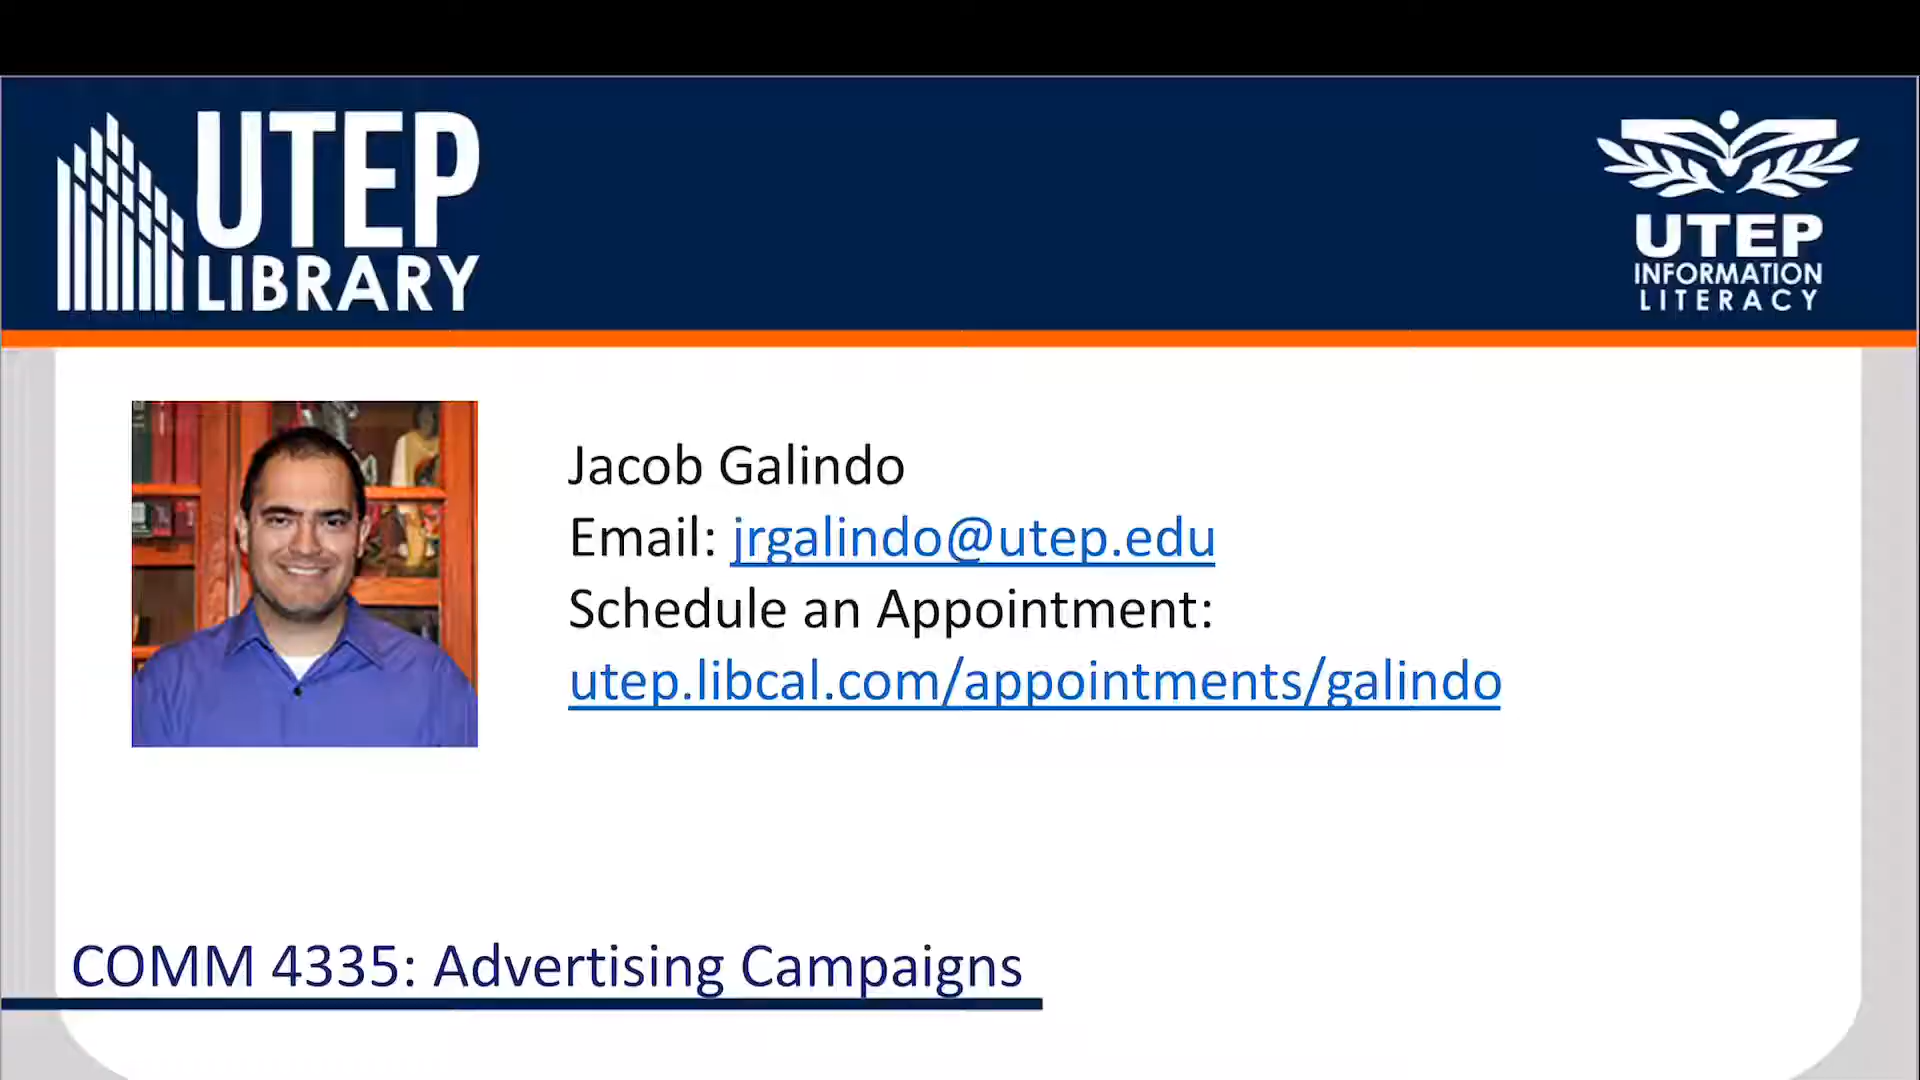 UTEP
LIBRARY
UTEP
INFORMATION
LITERACY
Jacob Galindo
Email: jrgalindo@utep.edu
Schedule an Appointment:
utep.libcal.com/appointments/galindo
COMM 4335: Advertising Campaigns